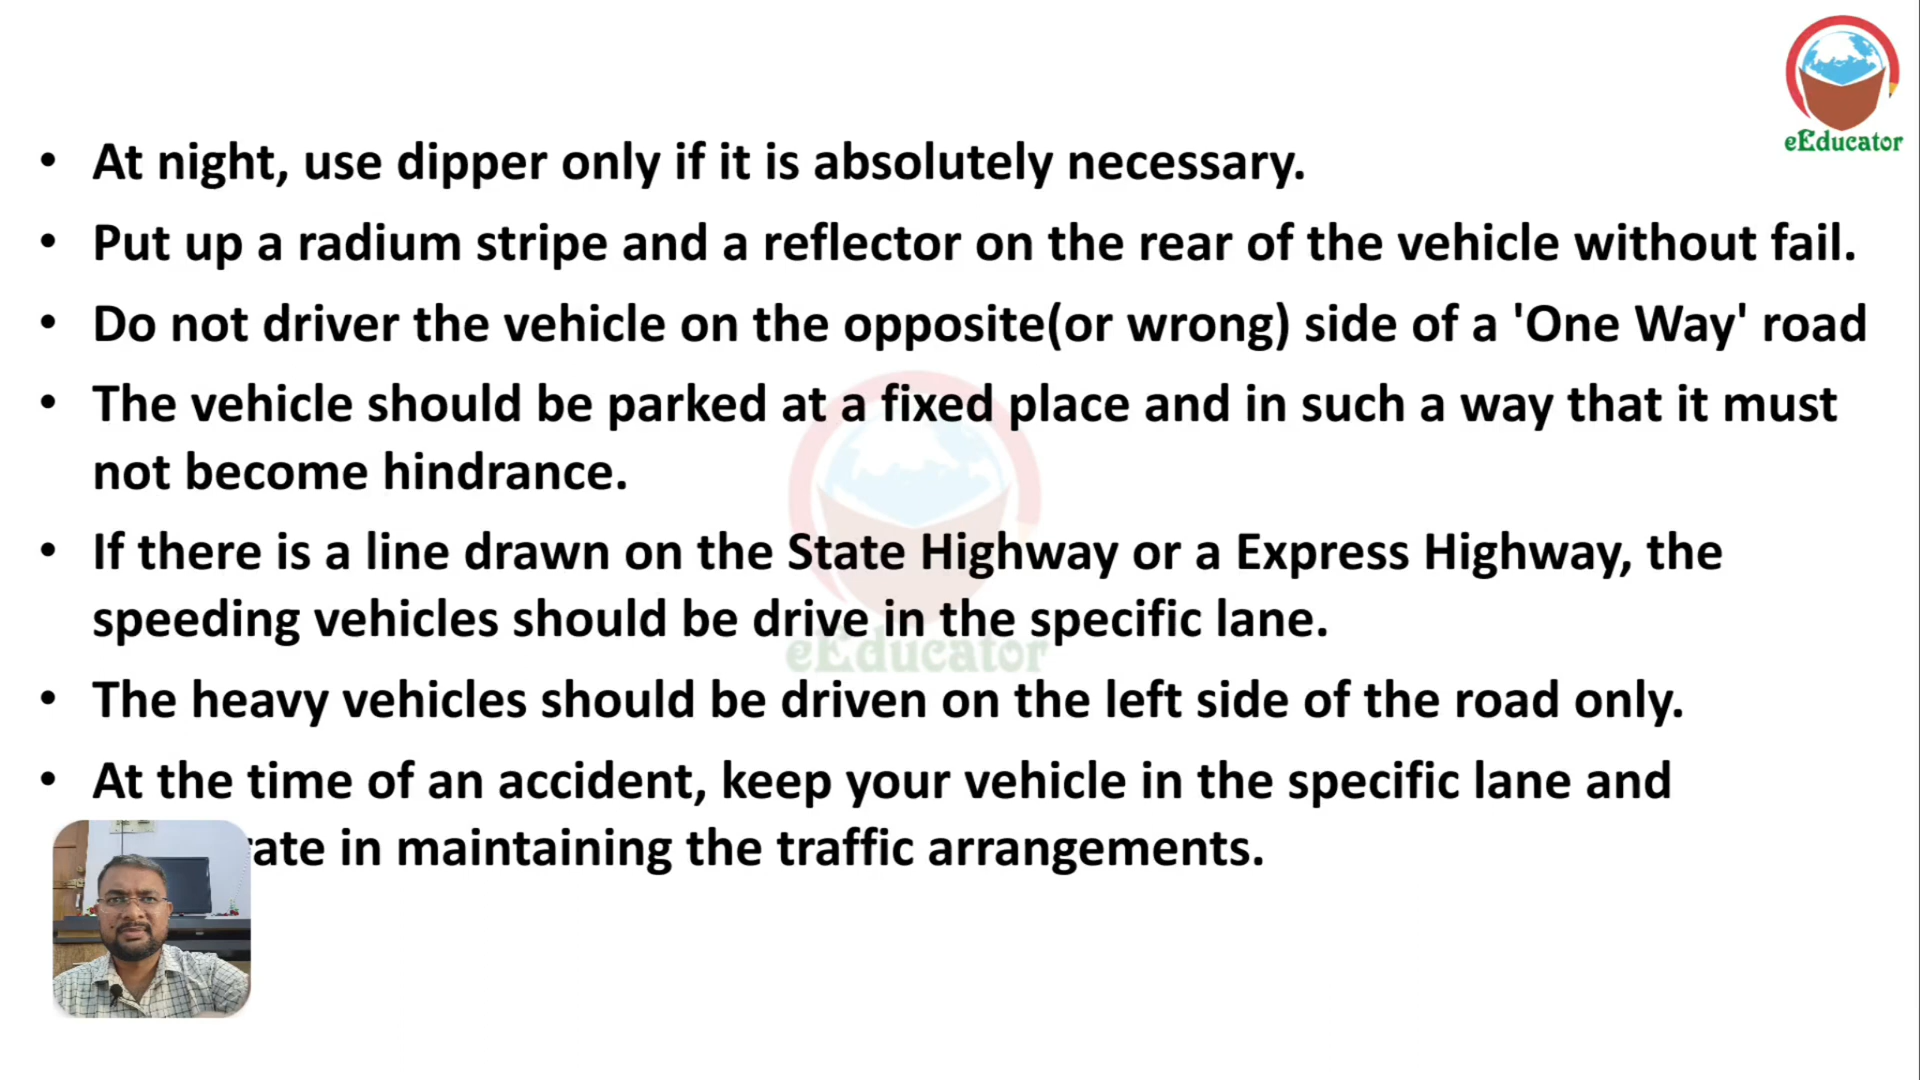 eEducator
• At night, use dipper only if it is absolutely necessary.
• Put up a radium stripe and a reflector on the rear of the vehicle without fail.
• Do not driver the vehicle on the opposite(or wrong) side of a 'One Way' road
• The vehicle should be parked at a fixed place and in such a way that it must
not become hindrance.
• If there is a line drawn on the State Highway or a Express Highway, the
speeding vehicles should be drive in the specific lane.
eEducator
• The heavy vehicles should be driven on the left side of the road only.
• At the time of an accident, keep your vehicle in the specific lane and
in maintaining the traffic arrangements.